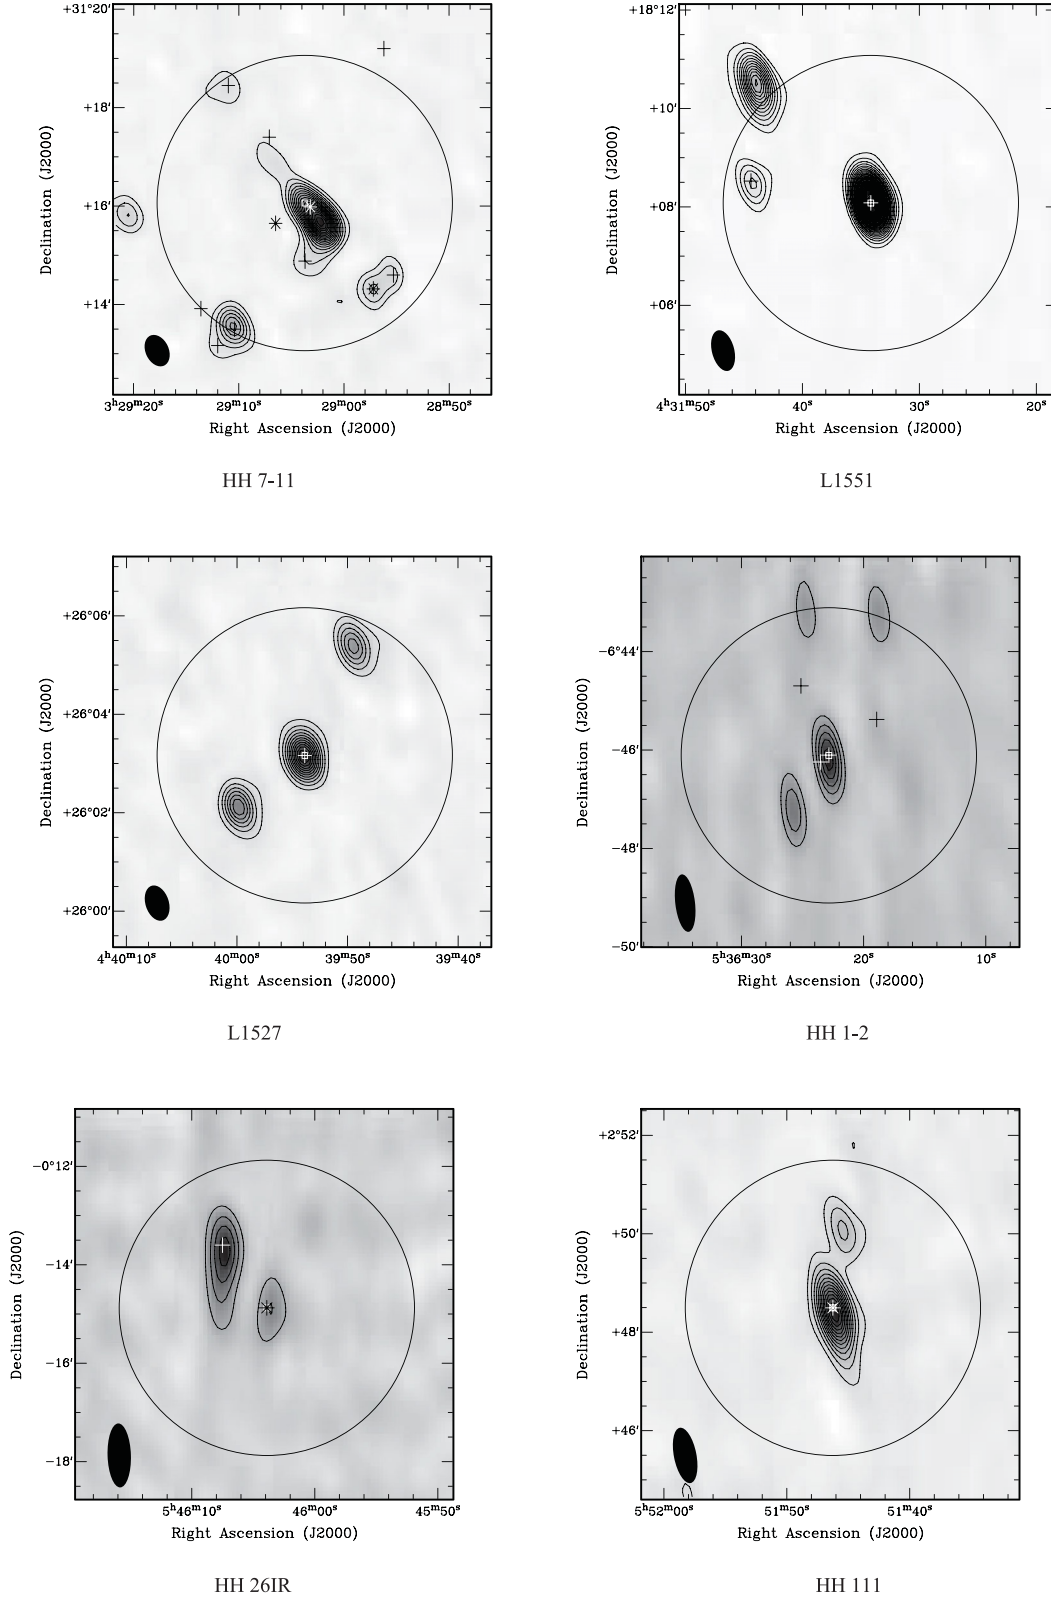 +31°20'
+18'
+16'
+14'
Declination (J2000)
3ʰ29ᵐ20ˢ 29ᵐ10ˢ 29ᵐ00ˢ 28ᵐ50ˢ
Right Ascension (J2000)
HH 7-11
+18°12'
+10'
+08'
+06'
Declination (J2000)
4ʰ31ᵐ50ˢ 40ˢ 30ˢ 20ˢ
Right Ascension (J2000)
L1551
+26°06'
+26°04'
+26°02'
+26°00'
Declination (J2000)
4ʰ40ᵐ10ˢ 40ᵐ00ˢ 39ᵐ50ˢ 39ᵐ40ˢ
Right Ascension (J2000)
L1527
−6°44'
−46'
−48'
−50'
Declination (J2000)
5ʰ36ᵐ30ˢ 20ˢ 10ˢ
Right Ascension (J2000)
HH 1-2
−0°12'
−14'
−16'
−18'
Declination (J2000)
5ʰ46ᵐ10ˢ 46ᵐ00ˢ 45ᵐ50ˢ
Right Ascension (J2000)
HH 26IR
+2°52'
+50'
+48'
+46'
Declination (J2000)
5ʰ52ᵐ00ˢ 51ᵐ50ˢ 51ᵐ40ˢ
Right Ascension (J2000)
HH 111